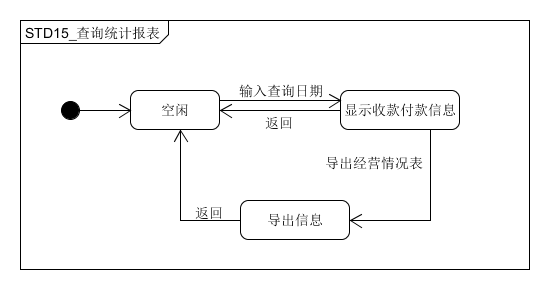 STD15_查询统计报表
输入查询日期
空闲
显示收款付款信息
返回
导出经营情况表
返回
导出信息